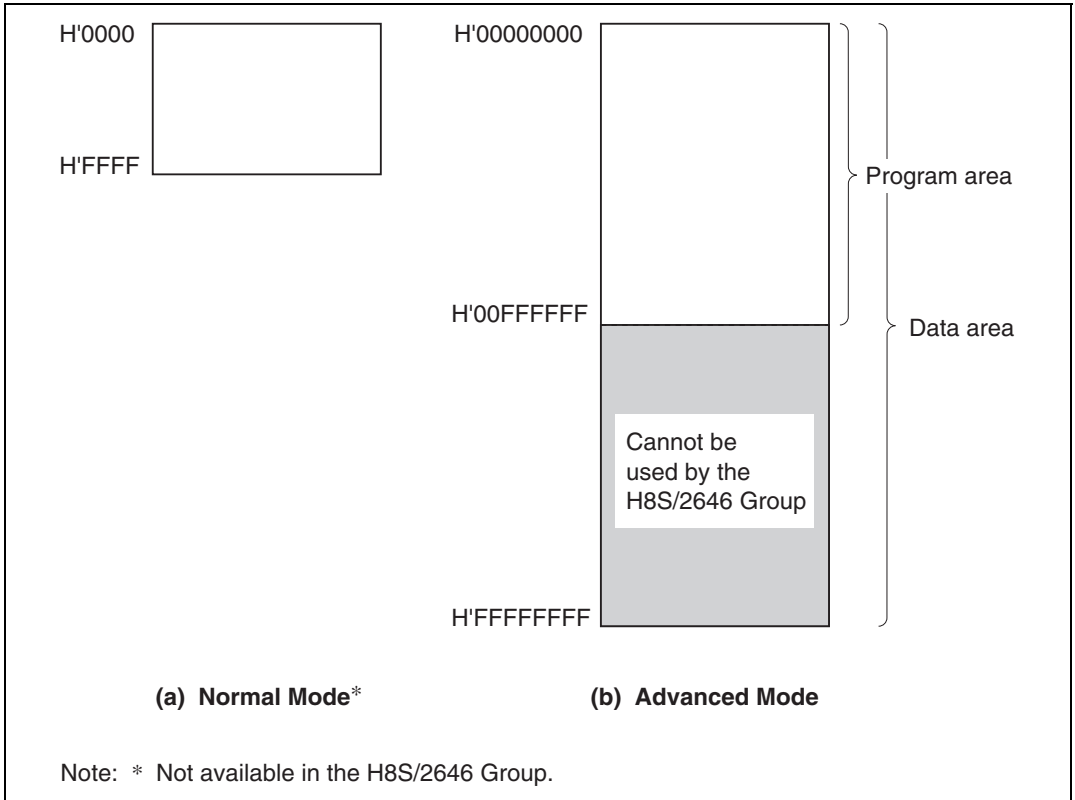 H'0000
H'FFFF
H'00000000
H'00FFFFFF
H'FFFFFFFF
Program area
Data area
Cannot be
used by the
H8S/2646 Group
(a) Normal Mode*
(b) Advanced Mode
Note: * Not available in the H8S/2646 Group.